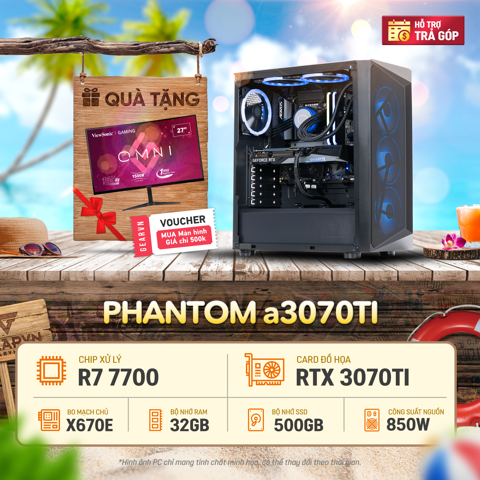 HỖ TRỢ
TRẢ GÓP
QUÀ TẶNG
ViewSonic | GAMING
27"
OMNI
GEFORCE RTX
GEARVN
VOUCHER
MUA Màn hình
GIÁ chỉ 500k
PHANTOM a3070TI
CHIP XỬ LÝ
R7 7700
CARD ĐỒ HỌA
RTX 3070TI
BO MẠCH CHỦ
X670E
BỘ NHỚ RAM
32GB
BỘ NHỚ SSD
500GB
CÔNG SUẤT NGUỒN
850W
*Hình ảnh PC chỉ mang tính chất minh họa, có thể thay đổi theo thời gian.